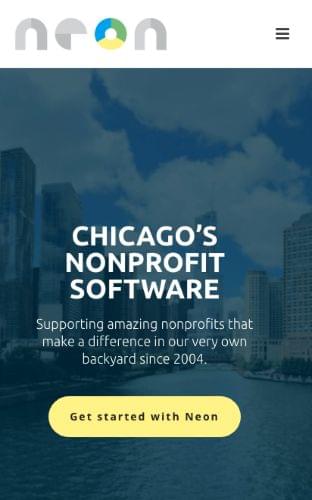 neon
CHICAGO'S
NONPROFIT
SOFTWARE
Supporting amazing nonprofits that
make a difference in our very own
backyard since 2004.
Get started with Neon